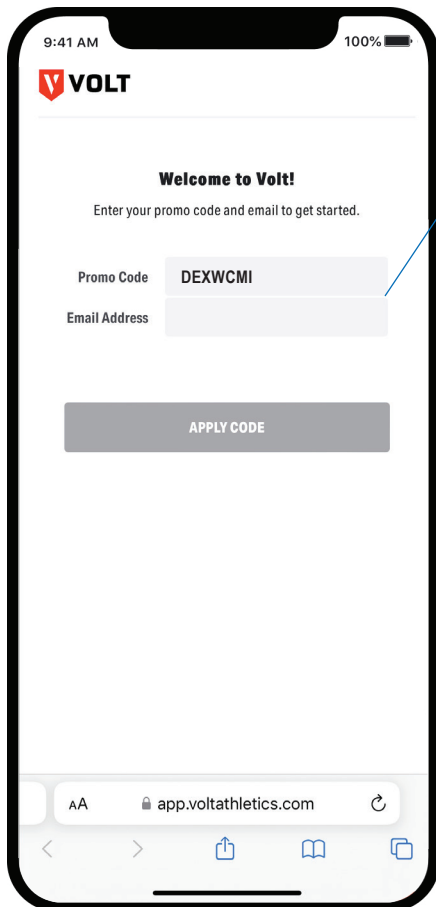 9:41 AM 100%
VOLT
Welcome to Volt!
Enter your promo code and email to get started.
Promo Code DEXWCMI
Email Address
APPLY CODE
AA app.voltathletics.com